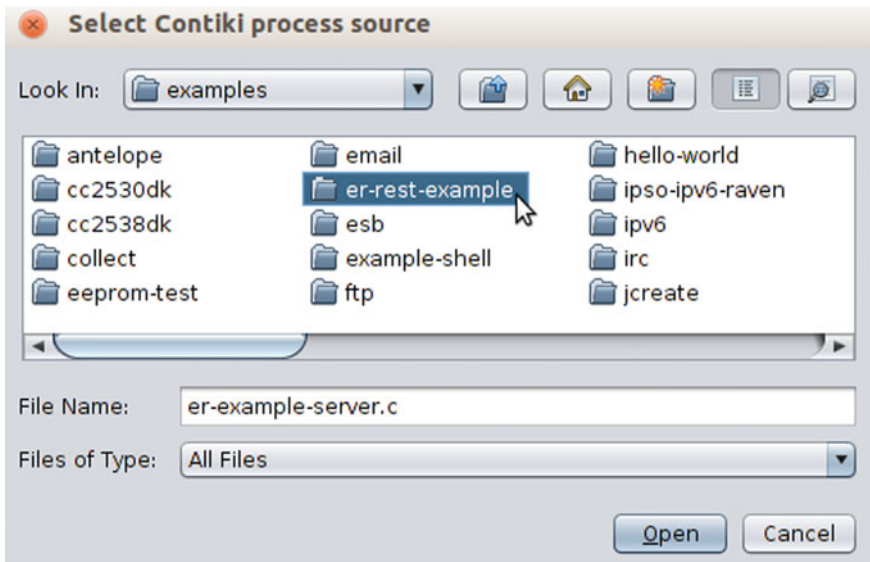 Select Contiki process source
Look In: examples
antelope email hello-world
cc2530dk er-rest-example ipso-ipv6-raven
cc2538dk esb ipv6
collect example-shell irc
eeprom-test ftp jcreate
File Name: er-example-server.c
Files of Type: All Files
Open Cancel